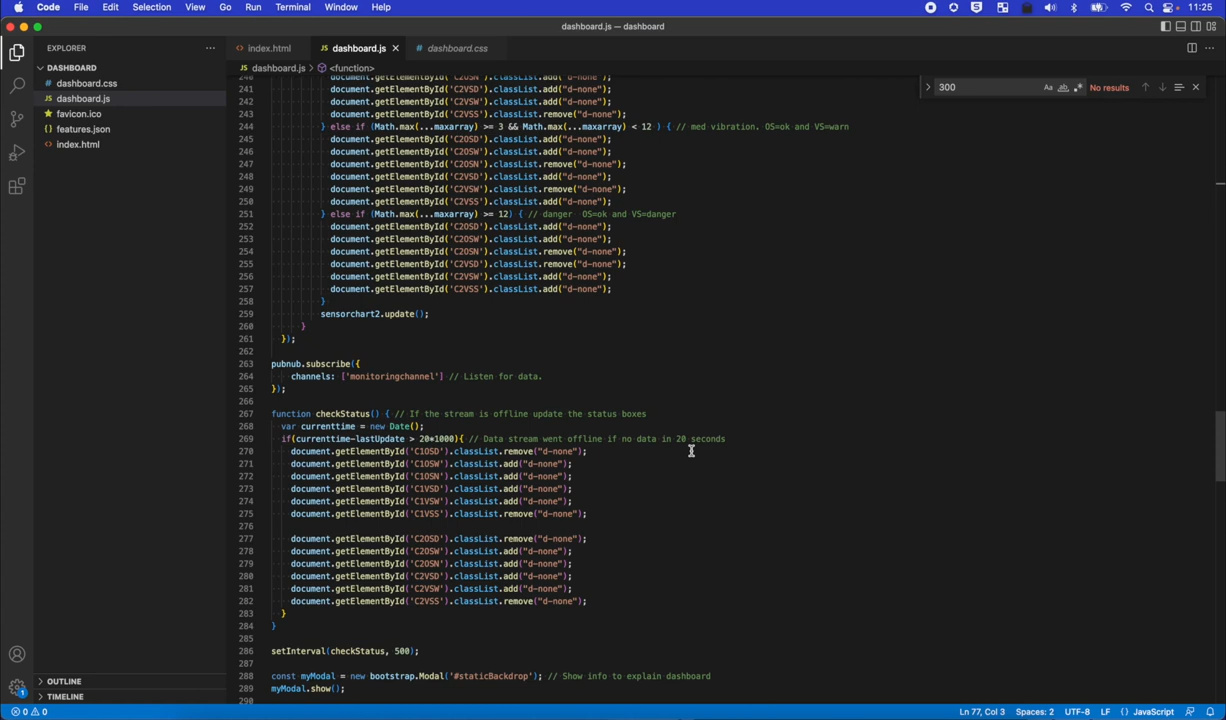 Code File Edit Selection View Go Run Terminal Window Help 11:25
dashboard.js — dashboard
EXPLORER
DASHBOARD
dashboard.css
dashboard.js
favicon.ico
features.json
index.html
OUTLINE
TIMELINE
index.html dashboard.js dashboard.css
dashboard.js > <function>
300 Aa ab No results
240 document.getElementById('C2OSN').classList.add("d-none");
241 document.getElementById('C2VSD').classList.add("d-none");
242 document.getElementById('C2VSW').classList.add("d-none");
243 document.getElementById('C2VSS').classList.remove("d-none");
244 } else if (Math.max(...maxarray) >= 3 && Math.max(...maxarray) < 12 ) { // med vibration. OS=ok and VS=warn
245 document.getElementById('C2OSD').classList.add("d-none");
246 document.getElementById('C2OSW').classList.add("d-none");
247 document.getElementById('C2OSN').classList.remove("d-none");
248 document.getElementById('C2VSD').classList.add("d-none");
249 document.getElementById('C2VSW').classList.remove("d-none");
250 document.getElementById('C2VSS').classList.add("d-none");
251 } else if (Math.max(...maxarray) >= 12) { // danger OS=ok and VS=danger
252 document.getElementById('C2OSD').classList.add("d-none");
253 document.getElementById('C2OSW').classList.add("d-none");
254 document.getElementById('C2OSN').classList.remove("d-none");
255 document.getElementById('C2VSD').classList.remove("d-none");
256 document.getElementById('C2VSW').classList.add("d-none");
257 document.getElementById('C2VSS').classList.add("d-none");
258 }
259 sensorchart2.update();
260 }
261 });
262
263 pubnub.subscribe({
264 channels: ['monitoringchannel'] // Listen for data.
265 });
266
267 function checkStatus() { // If the stream is offline update the status boxes
268 var currenttime = new Date();
269 if(currenttime-lastUpdate > 20*1000){ // Data stream went offline if no data in 20 seconds
270 document.getElementById('C1OSD').classList.remove("d-none");
271 document.getElementById('C1OSW').classList.add("d-none");
272 document.getElementById('C1OSN').classList.add("d-none");
273 document.getElementById('C1VSD').classList.add("d-none");
274 document.getElementById('C1VSW').classList.add("d-none");
275 document.getElementById('C1VSS').classList.remove("d-none");
276
277 document.getElementById('C2OSD').classList.remove("d-none");
278 document.getElementById('C2OSW').classList.add("d-none");
279 document.getElementById('C2OSN').classList.add("d-none");
280 document.getElementById('C2VSD').classList.add("d-none");
281 document.getElementById('C2VSW').classList.add("d-none");
282 document.getElementById('C2VSS').classList.remove("d-none");
283 }
284 }
285
286 setInterval(checkStatus, 500);
287
288 const myModal = new bootstrap.Modal('#staticBackdrop'); // Show info to explain dashboard
289 myModal.show();
290
0 0 Ln 77, Col 3 Spaces: 2 UTF-8 LF {} JavaScript